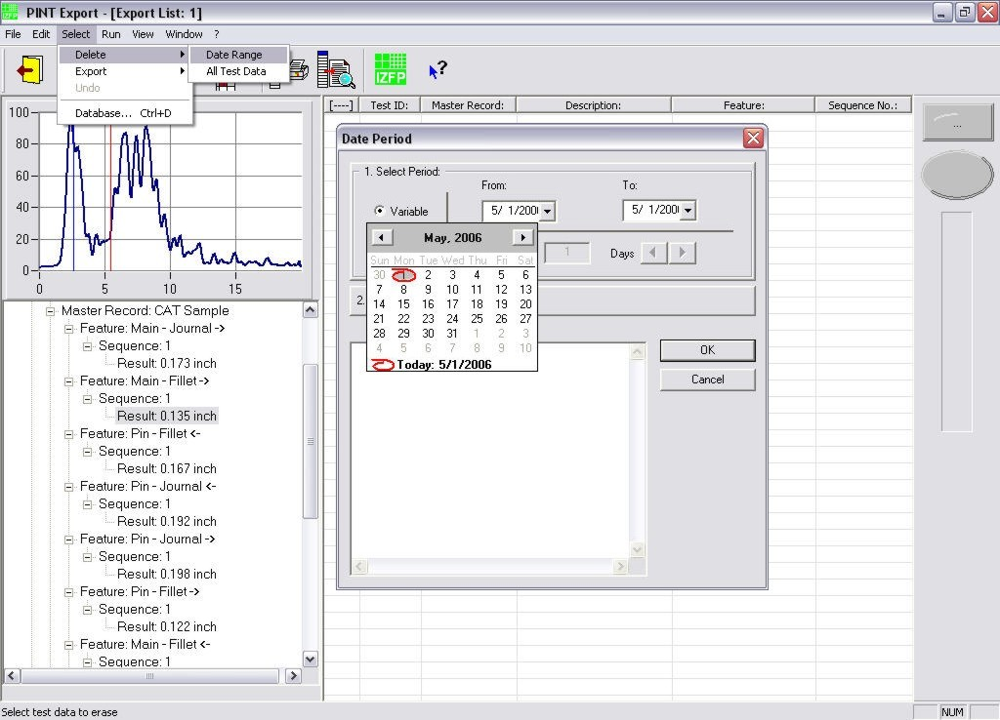 PINT Export - [Export List: 1]
File Edit Select Run View Window ?
Delete
Export
Undo
Database... Ctrl+D
Date Range
All Test Data
IZFP
?
[----] Test ID: Master Record: Description: Feature: Sequence No.:
...
100
80
60
40
20
0
0 5 10 15
Master Record: CAT Sample
Feature: Main - Journal ->
Sequence: 1
Result: 0.173 inch
Feature: Main - Fillet ->
Sequence: 1
Result: 0.135 inch
Feature: Pin - Fillet <-
Sequence: 1
Result: 0.167 inch
Feature: Pin - Journal <-
Sequence: 1
Result: 0.192 inch
Feature: Pin - Journal ->
Sequence: 1
Result: 0.198 inch
Feature: Pin - Fillet ->
Sequence: 1
Result: 0.122 inch
Feature: Main - Fillet <-
Sequence: 1
Date Period
1. Select Period:
From: To:
Variable 5/ 1/200 5/ 1/200
1 Days
2.
May, 2006
Sun Mon Tue Wed Thu Fri Sat
30 1 2 3 4 5 6
7 8 9 10 11 12 13
14 15 16 17 18 19 20
21 22 23 24 25 26 27
28 29 30 31 1 2 3
4 5 6 7 8 9 10
Today: 5/1/2006
OK
Cancel
Select test data to erase
NUM